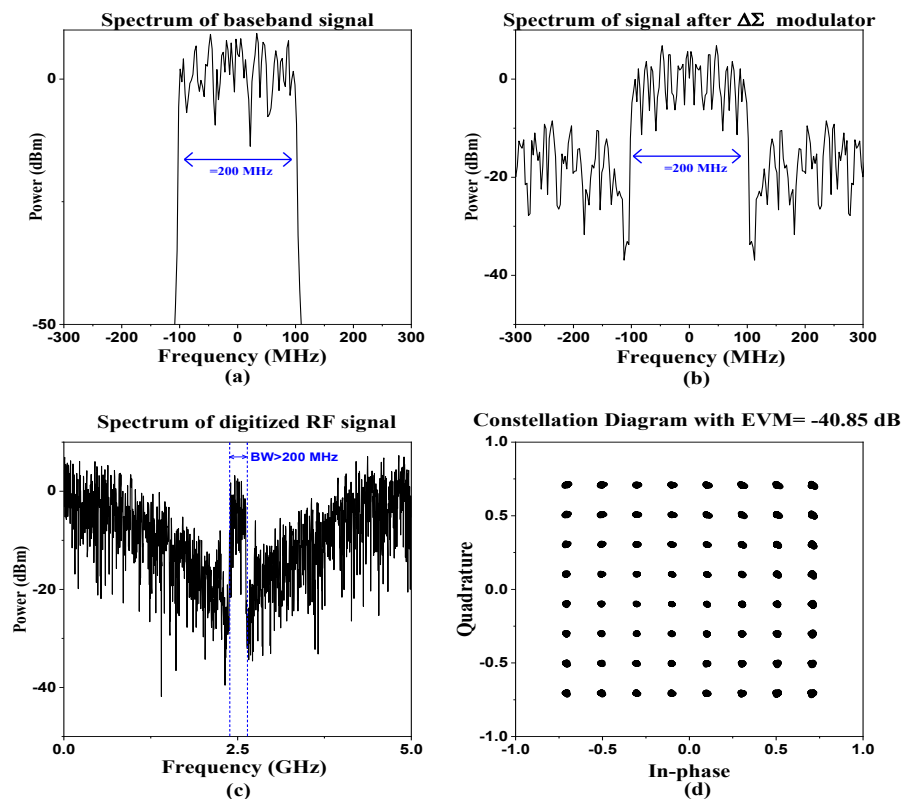 Spectrum of baseband signal
0
-50
Power (dBm)
=200 MHz
-300 -200 -100 0 100 200 300
Frequency (MHz)
(a)
Spectrum of signal after ΔΣ modulator
0
-20
-40
Power (dBm)
=200 MHz
-300 -200 -100 0 100 200 300
Frequency (MHz)
(b)
Spectrum of digitized RF signal
BW>200 MHz
0
-20
-40
Power (dBm)
0.0 2.5 5.0
Frequency (GHz)
(c)
Constellation Diagram with EVM= -40.85 dB
1.0
0.5
0.0
-0.5
-1.0
Quadrature
-1.0 -0.5 0.0 0.5 1.0
In-phase
(d)